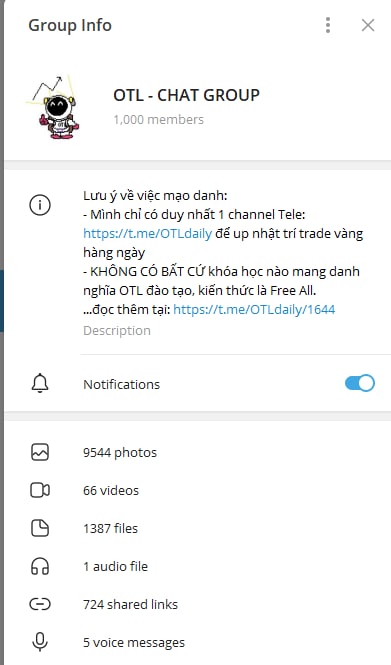 Group Info
OTL - CHAT GROUP
1,000 members
Lưu ý về việc mạo danh:
- Mình chỉ có duy nhất 1 channel Tele:
https://t.me/OTLdaily để up nhật trí trade vàng
hàng ngày
- KHÔNG CÓ BẤT CỨ khóa học nào mang danh
nghĩa OTL đào tạo, kiến thức là Free All.
...đọc thêm tại: https://t.me/OTLdaily/1644
Description
Notifications
9544 photos
66 videos
1387 files
1 audio file
724 shared links
5 voice messages